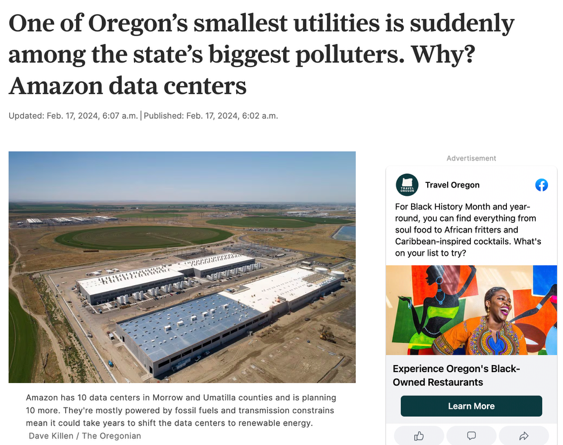 One of Oregon’s smallest utilities is suddenly
among the state’s biggest polluters. Why?
Amazon data centers
Updated: Feb. 17, 2024, 6:07 a.m. | Published: Feb. 17, 2024, 6:02 a.m.
Amazon has 10 data centers in Morrow and Umatilla counties and is planning
10 more. They're mostly powered by fossil fuels and transmission constraints
mean it could take years to shift the data centers to renewable energy.
Dave Killen / The Oregonian
Advertisement
TRAVEL OREGON
Travel Oregon
For Black History Month and year-
round, you can find everything from
soul food to African fritters and
Caribbean-inspired cocktails. What's
on your list to try?
Experience Oregon's Black-
Owned Restaurants
Learn More